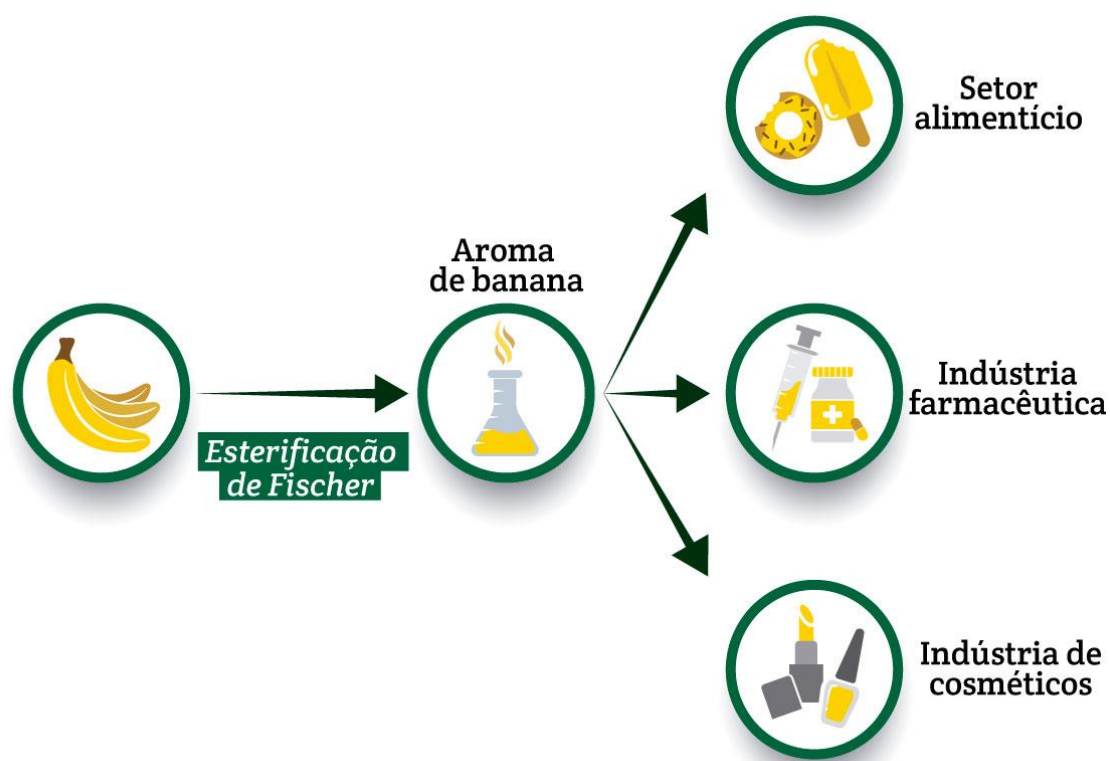 Setor
alimentício
Aroma
de banana
Esterificação
de Fischer
Indústria
farmacêutica
Indústria de
cosméticos